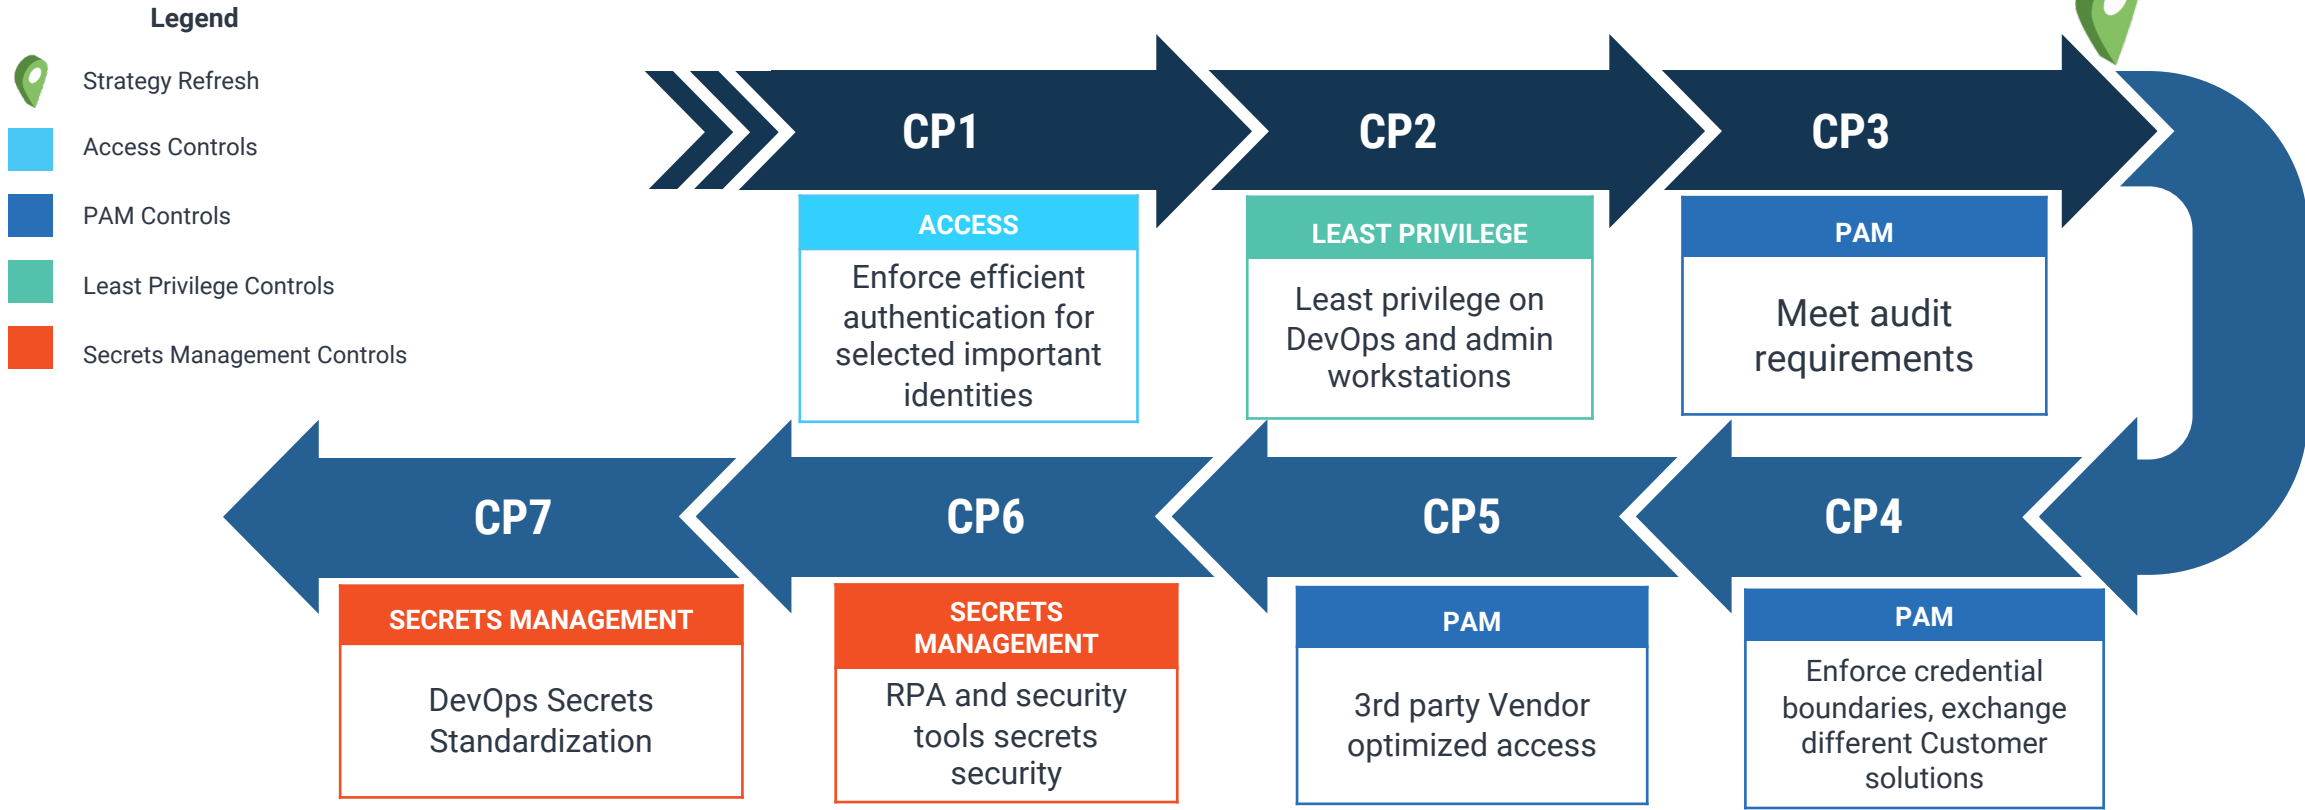 Legend
Strategy Refresh
Access Controls
PAM Controls
Least Privilege Controls
Secrets Management Controls
CP1
CP2
CP3
ACCESS
Enforce efficient
authentication for
selected important
identities
LEAST PRIVILEGE
Least privilege on
DevOps and admin
workstations
PAM
Meet audit
requirements
CP7
CP6
CP5
CP4
SECRETS MANAGEMENT
DevOps Secrets
Standardization
SECRETS
MANAGEMENT
RPA and security
tools secrets
security
PAM
3rd party Vendor
optimized access
PAM
Enforce credential
boundaries, exchange
different Customer
solutions